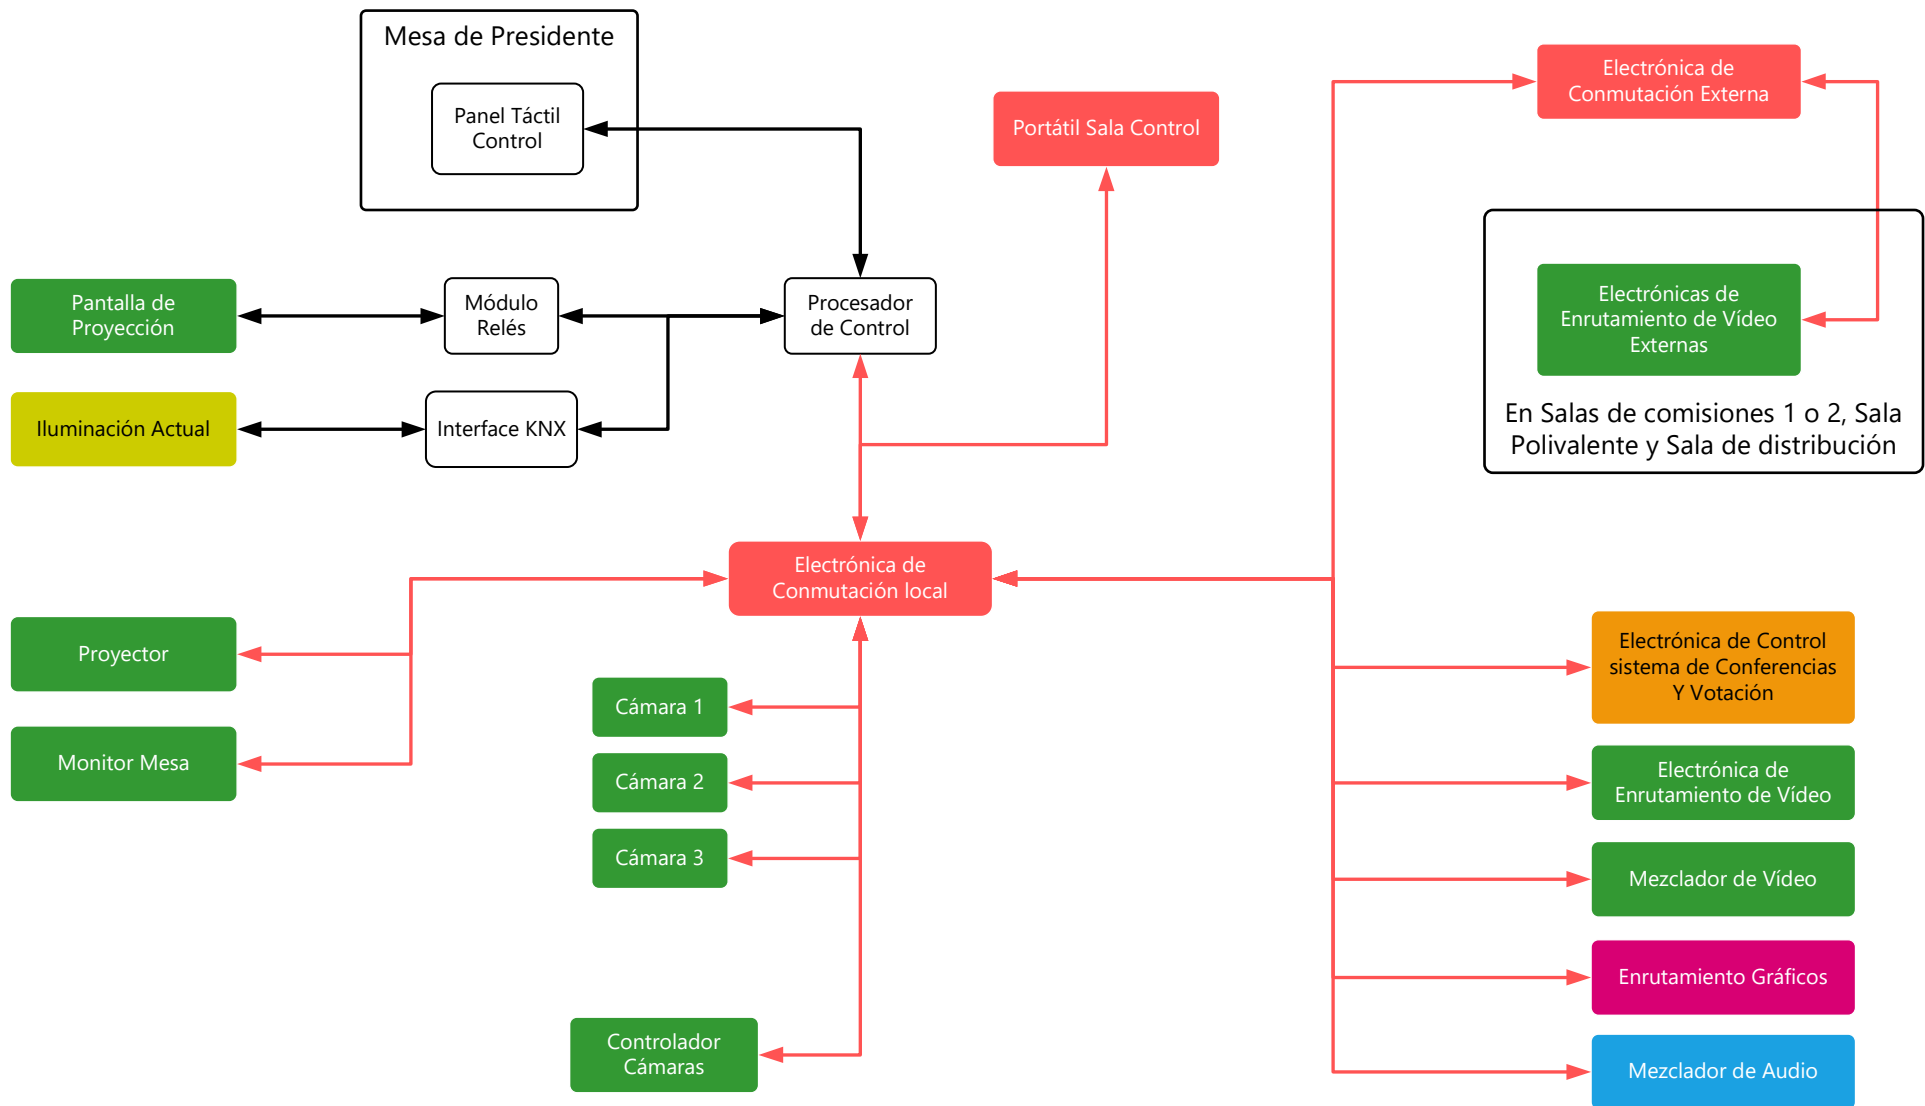 Mesa de Presidente
Panel Táctil
Control
Portátil Sala Control
Electrónica de
Conmutación Externa
Pantalla de
Proyección
Módulo
Relés
Procesador
de Control
Electrónicas de
Enrutamiento de Vídeo
Externas
En Salas de comisiones 1 o 2, Sala
Polivalente y Sala de distribución
Iluminación Actual
Interface KNX
Electrónica de
Conmutación local
Proyector
Monitor Mesa
Cámara 1
Cámara 2
Cámara 3
Controlador
Cámaras
Electrónica de Control
sistema de Conferencias
Y Votación
Electrónica de
Enrutamiento de Vídeo
Mezclador de Vídeo
Enrutamiento Gráficos
Mezclador de Audio